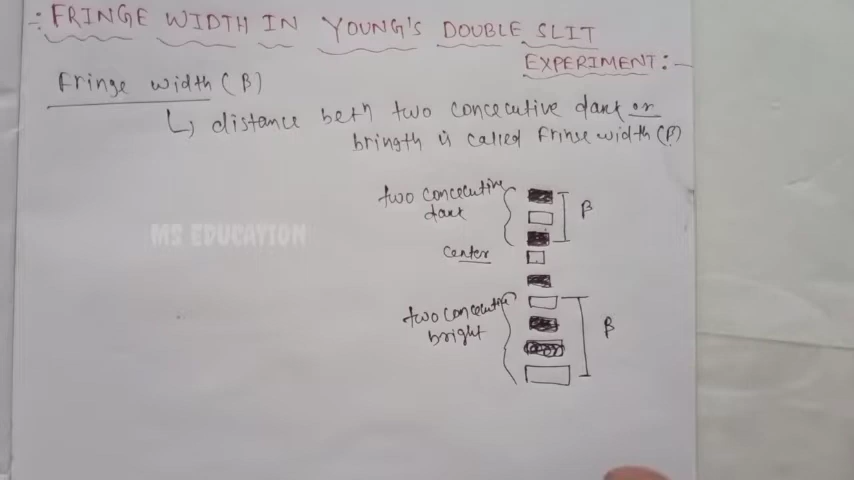 :- FRINGE WIDTH IN YOUNG'S DOUBLE SLIT
EXPERIMENT:-
Fringe width (β)
↳ distance betn two concecutive dark or
bringth is called Frinse width (β)
two concecutive
dark
β
center
two concecutive
bright
β
MS EDUCATION